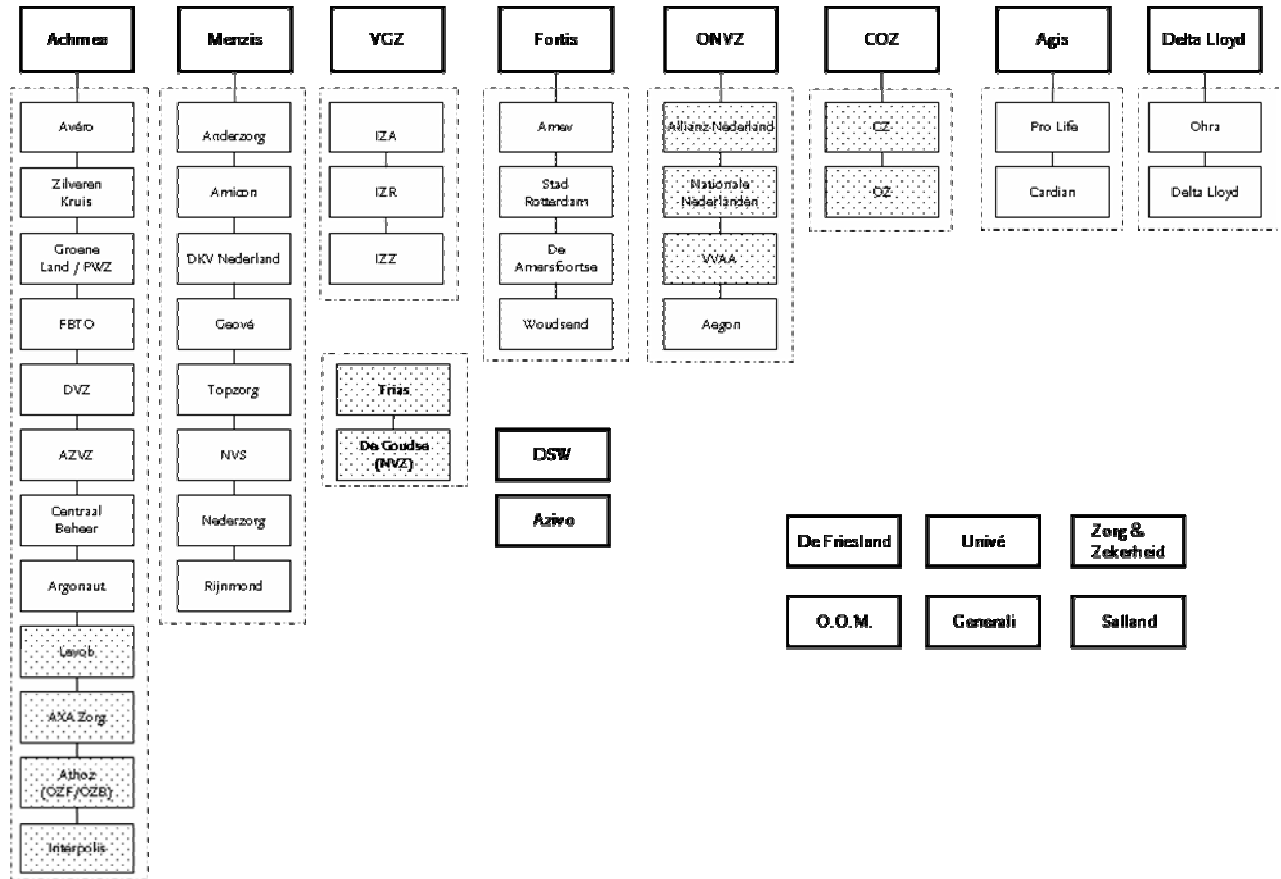 Achmea
Menzis
VGZ
Fortis
ONVZ
COZ
Agis
Delta Lloyd
Avéro
Zilveren
Kruis
Groene
Land / PWZ
FBTO
DVZ
AZVZ
Centraal
Beheer
Argonaut
Levob
AXA Zorg
Athoz
(OZF/OZB)
Interpolis
Anderzorg
Amicon
DKV Nederland
Geové
Topzorg
NVS
Nederzorg
Rijnmond
IZA
IZR
IZZ
Trias
De Goudse
(NVZ)
Amev
Stad
Rotterdam
De
Amersfoortse
Woudsend
DSW
Azivo
Allianz Nederland
Nationale
Nederlanden
VVAA
Aegon
CZ
OZ
Pro Life
Cardian
Ohra
Delta Lloyd
De Friesland
Univé
Zorg &
Zekerheid
O.O.M.
Generali
Salland